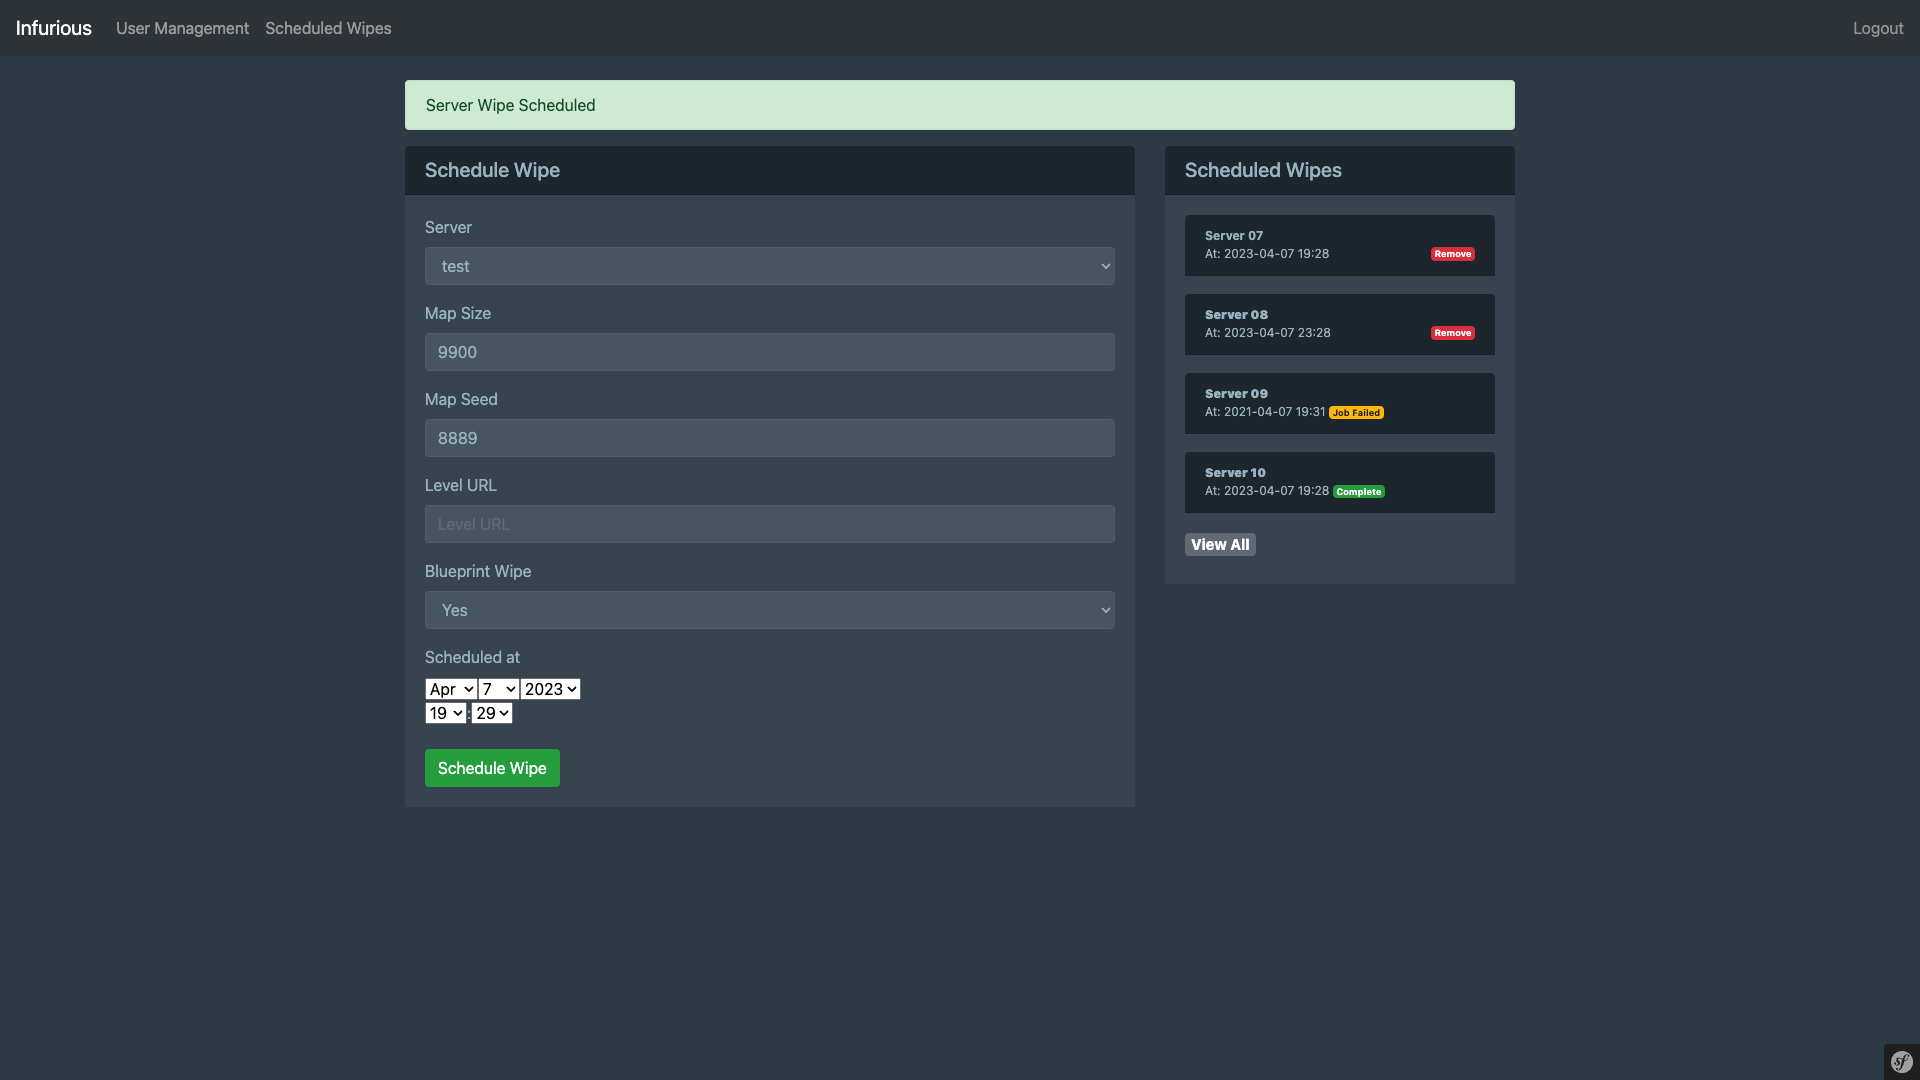 Infurious User Management Scheduled Wipes Logout
Server Wipe Scheduled
Schedule Wipe
Server
test
Map Size
9900
Map Seed
8889
Level URL
Level URL
Blueprint Wipe
Yes
Scheduled at
Apr 7 2023
19 : 29
Schedule Wipe
Scheduled Wipes
Server 07
At: 2023-04-07 19:28 Remove
Server 08
At: 2023-04-07 23:28 Remove
Server 09
At: 2021-04-07 19:31 Job Failed
Server 10
At: 2023-04-07 19:28 Complete
View All
sf